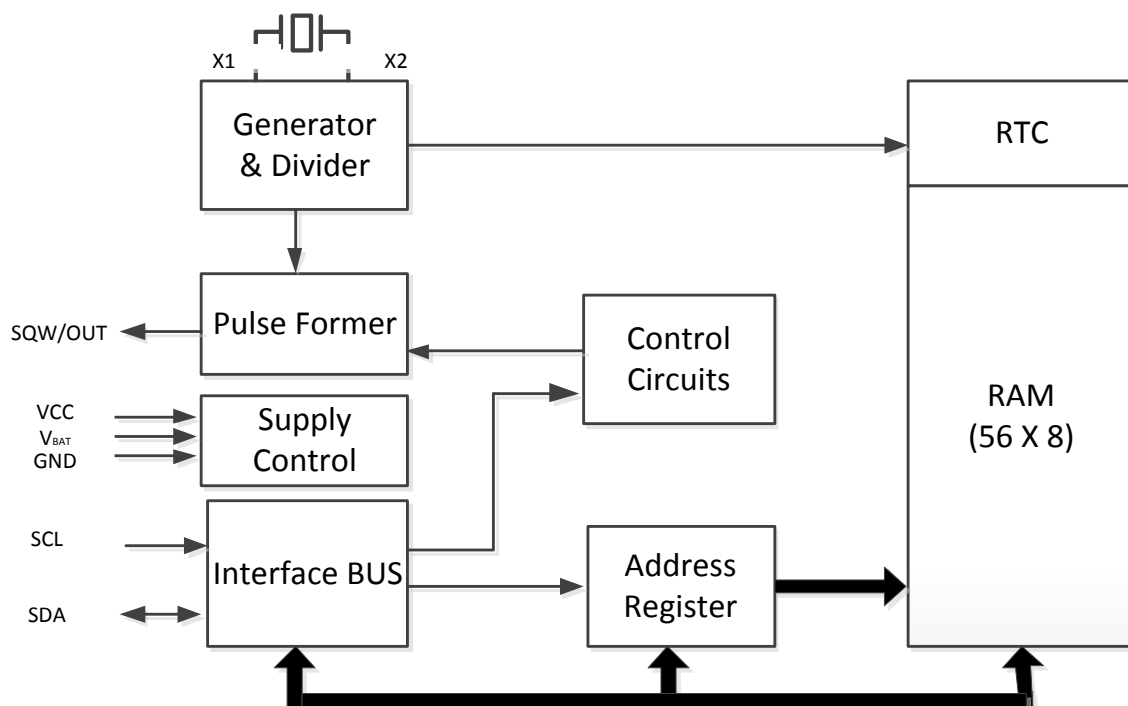 X1
X2
Generator
& Divider
RTC
SQW/OUT
Pulse Former
Control
Circuits
VCC
VBAT
GND
Supply
Control
RAM
(56 X 8)
SCL
SDA
Interface BUS
Address
Register